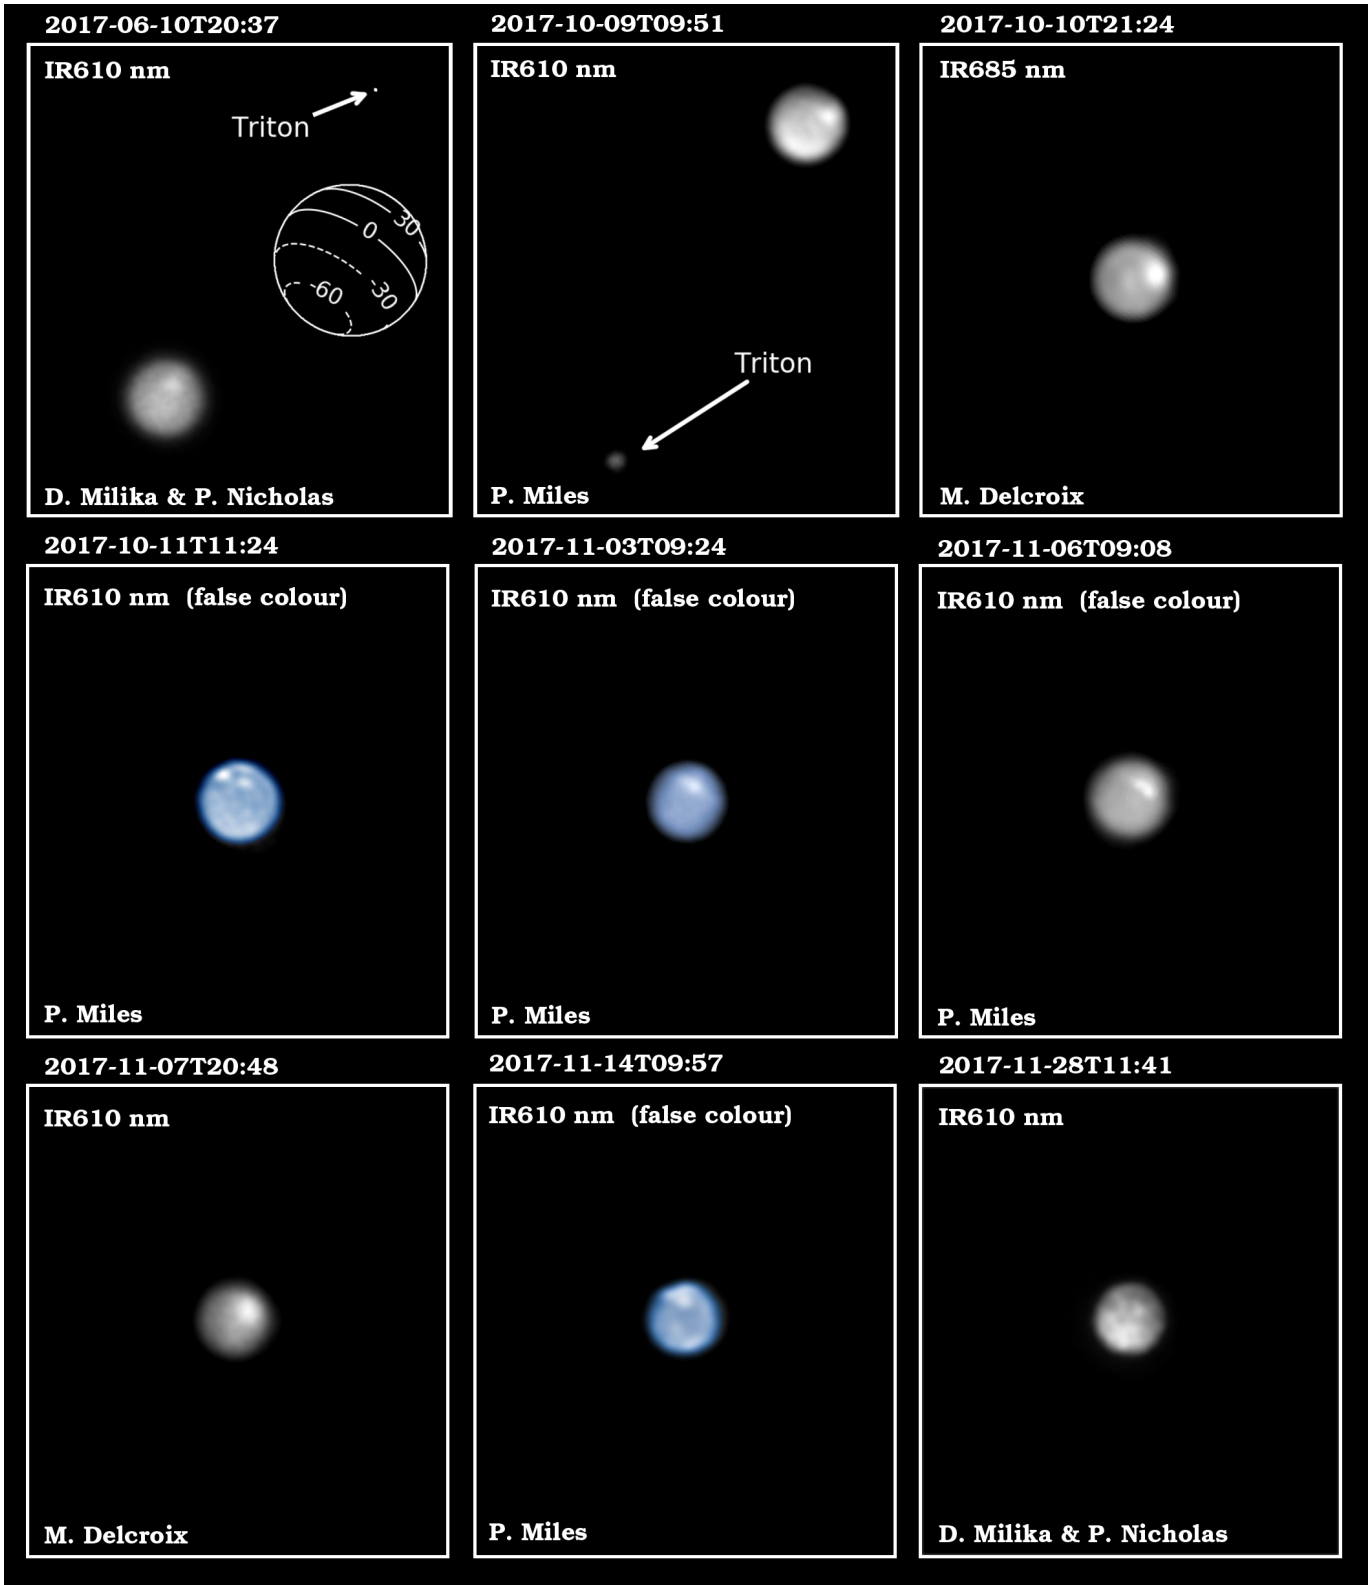 2017-06-10T20:37
IR610 nm
Triton
30
0
-30
-60
D. Milika & P. Nicholas
2017-10-09T09:51
IR610 nm
Triton
P. Miles
2017-10-10T21:24
IR685 nm
M. Delcroix
2017-10-11T11:24
IR610 nm (false colour)
P. Miles
2017-11-03T09:24
IR610 nm (false colour)
P. Miles
2017-11-06T09:08
IR610 nm (false colour)
P. Miles
2017-11-07T20:48
IR610 nm
M. Delcroix
2017-11-14T09:57
IR610 nm (false colour)
P. Miles
2017-11-28T11:41
IR610 nm
D. Milika & P. Nicholas